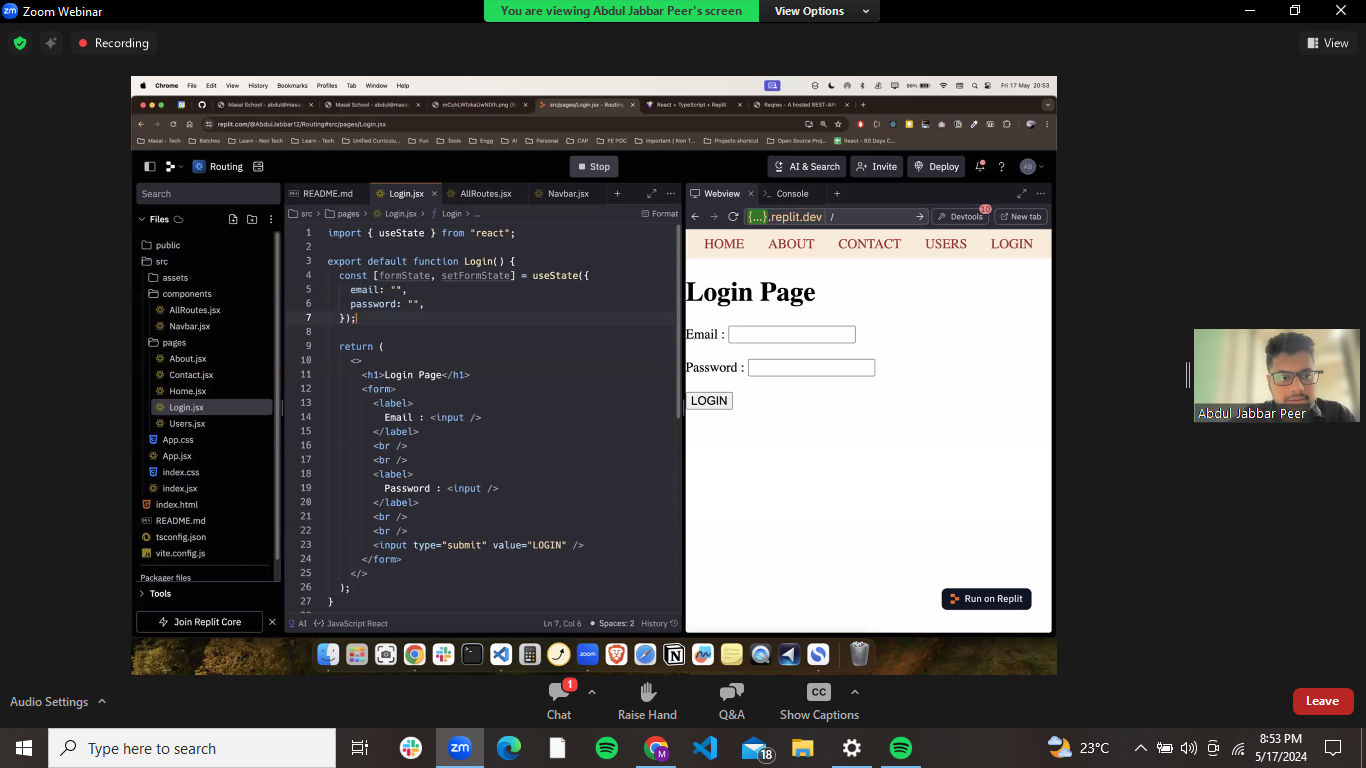 Zoom Webinar
You are viewing Abdul Jabbar Peer's screen
View Options
Recording
View
Chrome File Edit View History Bookmarks Profiles Tab Window Help
96%
Fri 17 May 20:53
Masai School - abdul@masa
Masai School - abdul@masa
src/pages/Login.jsx - Routing
React + TypeScript + Replit
Reqres - A hosted REST-API
replit.com/@AbdulJabbar12/Routing#src/pages/Login.jsx
Masai - Tech Batches Learn - Non Tech Learn - Tech Unified Curriculu... Fun Tools Engg AI Personal CAP FE POC Important ( Non T... Projects shortcut Open Source Proj... React - 60 Days C...
Routing
Stop
AI & Search
Invite
Deploy
AB
Search
README.md
Login.jsx
AllRoutes.jsx
Navbar.jsx
Webview
Console
Files
src > pages > Login.jsx > Login > ...
Format
{...}.replit.dev /
Devtools
10
New tab
public
src
assets
components
AllRoutes.jsx
Navbar.jsx
pages
About.jsx
Contact.jsx
Home.jsx
Login.jsx
Users.jsx
App.css
App.jsx
index.css
index.jsx
index.html
README.md
tsconfig.json
vite.config.js
Packager files
Tools
Join Replit Core
1 import { useState } from "react";
2
3 export default function Login() {
4 const [formState, setFormState] = useState({
5 email: "",
6 password: "",
7 });
8
9 return (
10 <>
11 <h1>Login Page</h1>
12 <form>
13 <label>
14 Email : <input />
15 </label>
16 <br />
17 <br />
18 <label>
19 Password : <input />
20 </label>
21 <br />
22 <br />
23 <input type="submit" value="LOGIN" />
24 </form>
25 </>
26 );
27 }
AI
JavaScript React
Ln 7, Col 6
Spaces: 2
History
HOME ABOUT CONTACT USERS LOGIN
Login Page
Email :
Password :
LOGIN
Run on Replit
zoom
Abdul Jabbar Peer
Audio Settings
1
Chat
Raise Hand
Q&A
CC
Show Captions
Leave
Type here to search
zm
M
18
23°C
8:53 PM
5/17/2024